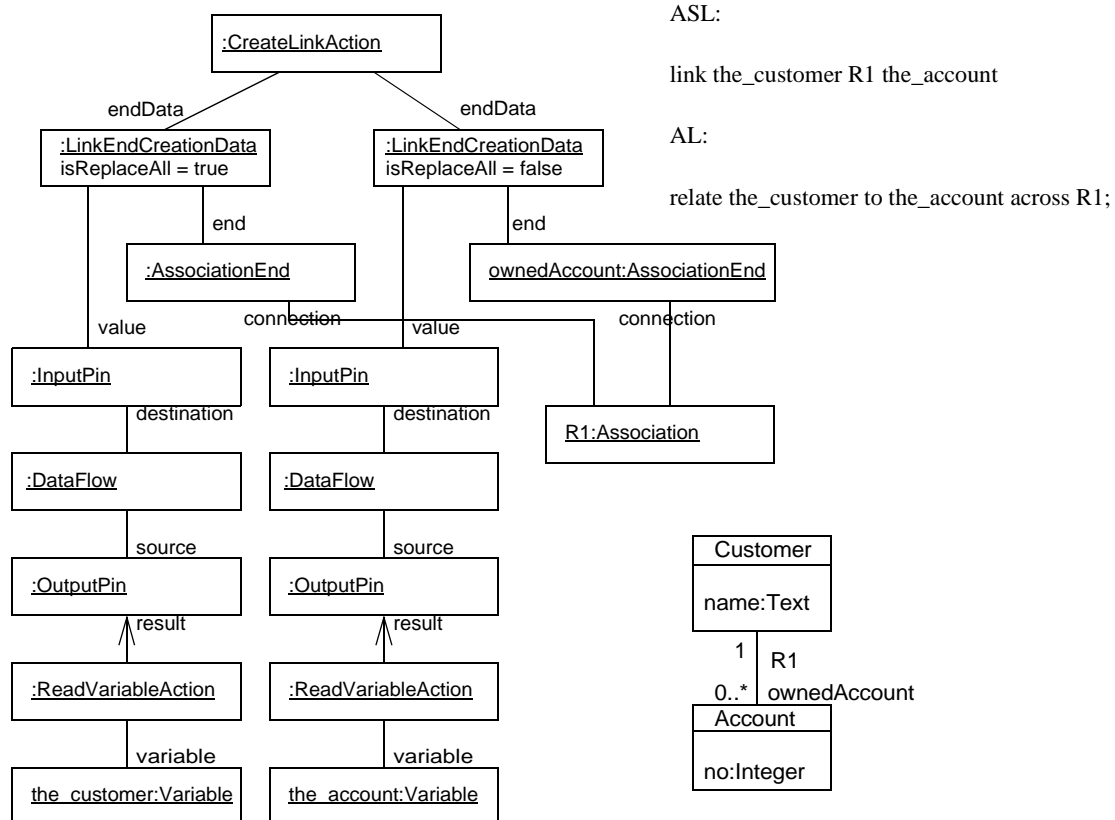 ASL:
:CreateLinkAction
link the_customer R1 the_account
endData endData
AL:
:LinkEndCreationData
isReplaceAll = true
:LinkEndCreationData
isReplaceAll = false
relate the_customer to the_account across R1;
end end
:AssociationEnd ownedAccount:AssociationEnd
value connection value connection
:InputPin :InputPin
destination destination
R1:Association
:DataFlow :DataFlow
source source
:OutputPin :OutputPin
result result
:ReadVariableAction :ReadVariableAction
variable variable
the_customer:Variable the_account:Variable
Customer
name:Text
1 R1
0..* ownedAccount
Account
no:Integer